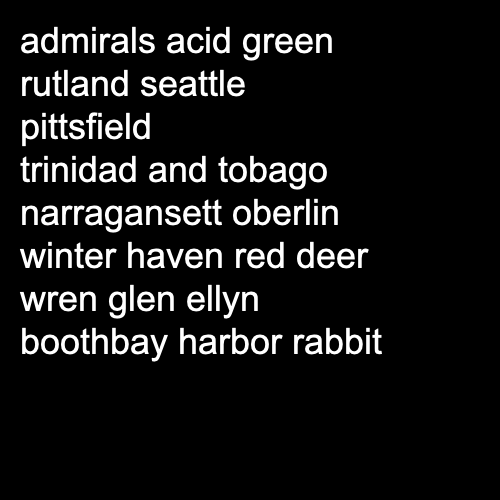 admirals acid green
rutland seattle
pittsfield
trinidad and tobago
narragansett oberlin
winter haven red deer
wren glen ellyn
boothbay harbor rabbit